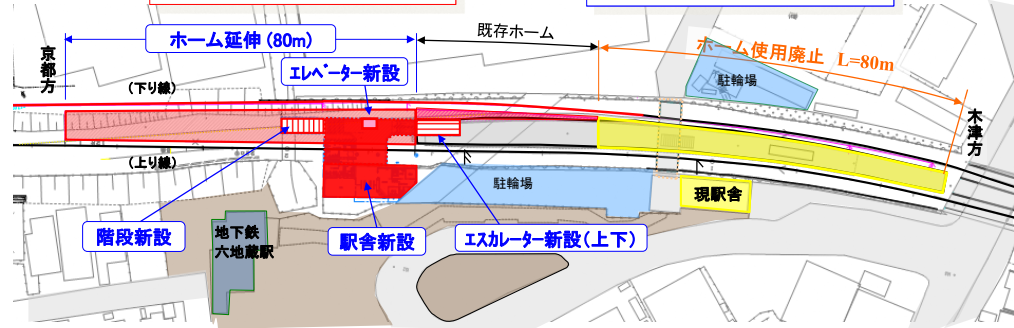 京都方
ホーム延伸(80m)
既存ホーム
ホーム使用廃止 L=80m
エレベーター新設
駐輪場
(下り線)
木津方
(上り線)
駐輪場
現駅舎
階段新設
地下鉄
六地蔵駅
駅舎新設
エスカレーター新設(上下)